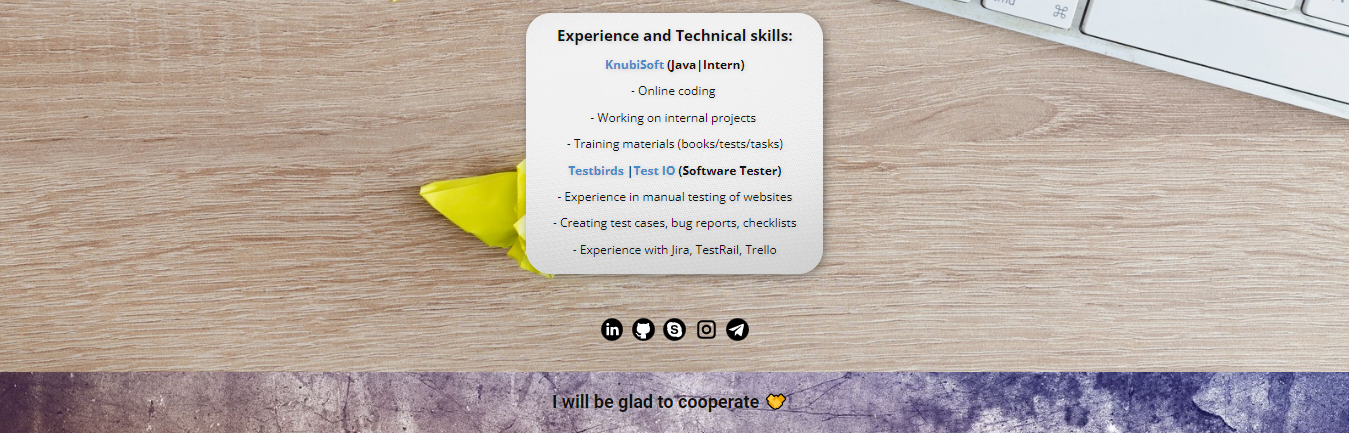 cmd ⌘
Experience and Technical skills:
KnubiSoft (Java|Intern)
- Online coding
- Working on internal projects
- Training materials (books/tests/tasks)
Testbirds |Test IO (Software Tester)
- Experience in manual testing of websites
- Creating test cases, bug reports, checklists
- Experience with Jira, TestRail, Trello
in
I will be glad to cooperate